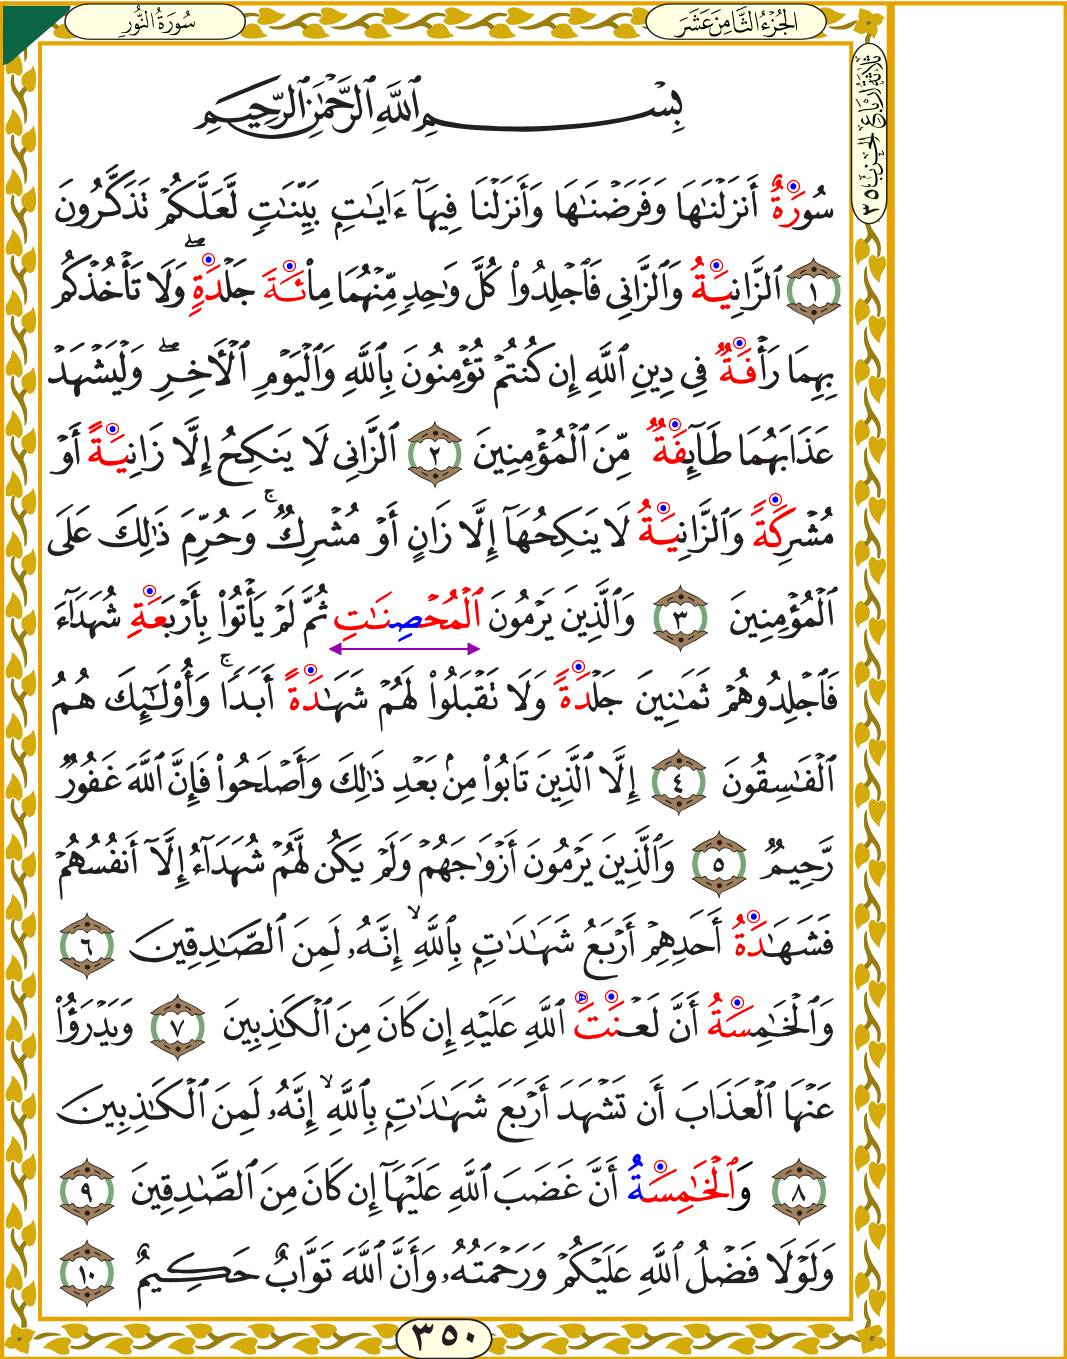 سُورَةُ النُّور
الجُزْءُ الثَّامِنَ عَشَرَ
ثلاثة أرباع الحزب ٣٥
بِسْمِ ٱللَّهِ ٱلرَّحْمَٰنِ ٱلرَّحِيمِ
سُورَةٌ أَنزَلْنَٰهَا وَفَرَضْنَٰهَا وَأَنزَلْنَا فِيهَآ ءَايَٰتٍۭ بَيِّنَٰتٍ لَّعَلَّكُمْ تَذَكَّرُونَ
١ ٱلزَّانِيَةُ وَٱلزَّانِى فَٱجْلِدُوا۟ كُلَّ وَٰحِدٍ مِّنْهُمَا مِا۟ئَةَ جَلْدَةٍ ۖ وَلَا تَأْخُذْكُم
بِهِمَا رَأْفَةٌ فِى دِينِ ٱللَّهِ إِن كُنتُمْ تُؤْمِنُونَ بِٱللَّهِ وَٱلْيَوْمِ ٱلْءَاخِرِ ۖ وَلْيَشْهَدْ
عَذَابَهُمَا طَآئِفَةٌ مِّنَ ٱلْمُؤْمِنِينَ ٢ ٱلزَّانِى لَا يَنكِحُ إِلَّا زَانِيَةً أَوْ
مُشْرِكَةً وَٱلزَّانِيَةُ لَا يَنكِحُهَآ إِلَّا زَانٍ أَوْ مُشْرِكٌ ۚ وَحُرِّمَ ذَٰلِكَ عَلَى
ٱلْمُؤْمِنِينَ ٣ وَٱلَّذِينَ يَرْمُونَ ٱلْمُحْصِنَٰتِ ثُمَّ لَمْ يَأْتُوا۟ بِأَرْبَعَةِ شُهَدَآءَ
فَٱجْلِدُوهُمْ ثَمَٰنِينَ جَلْدَةً وَلَا تَقْبَلُوا۟ لَهُمْ شَهَٰدَةً أَبَدًا ۚ وَأُو۟لَٰٓئِكَ هُمُ
ٱلْفَٰسِقُونَ ٤ إِلَّا ٱلَّذِينَ تَابُوا۟ مِنۢ بَعْدِ ذَٰلِكَ وَأَصْلَحُوا۟ فَإِنَّ ٱللَّهَ غَفُورٌ
رَّحِيمٌ ٥ وَٱلَّذِينَ يَرْمُونَ أَزْوَٰجَهُمْ وَلَمْ يَكُن لَّهُمْ شُهَدَآءُ إِلَّآ أَنفُسُهُمْ
فَشَهَٰدَةُ أَحَدِهِمْ أَرْبَعُ شَهَٰدَٰتٍۭ بِٱللَّهِ ۙ إِنَّهُۥ لَمِنَ ٱلصَّٰدِقِينَ ٦
وَٱلْخَٰمِسَةُ أَنَّ لَعْنَتَ ٱللَّهِ عَلَيْهِ إِن كَانَ مِنَ ٱلْكَٰذِبِينَ ٧ وَيَدْرَؤُا۟
عَنْهَا ٱلْعَذَابَ أَن تَشْهَدَ أَرْبَعَ شَهَٰدَٰتٍۭ بِٱللَّهِ ۙ إِنَّهُۥ لَمِنَ ٱلْكَٰذِبِينَ
٨ وَٱلْخَٰمِسَةُ أَنَّ غَضَبَ ٱللَّهِ عَلَيْهَآ إِن كَانَ مِنَ ٱلصَّٰدِقِينَ ٩
وَلَوْلَا فَضْلُ ٱللَّهِ عَلَيْكُمْ وَرَحْمَتُهُۥ وَأَنَّ ٱللَّهَ تَوَّابٌ حَكِيمٌ ١٠
٣٥٠